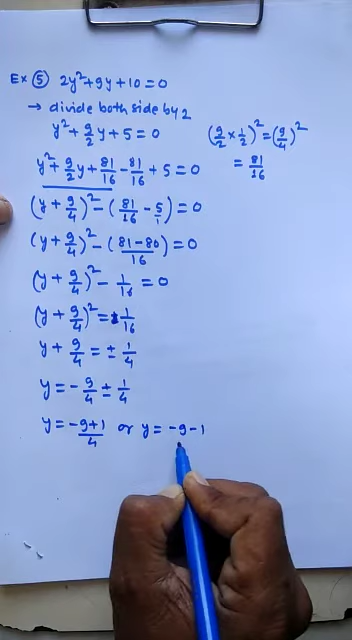 Ex ⑤ 2y²+9y+10=0
→ divide both side by 2
y²+9/2 y+5=0
(9/2 × 1/2)²=(9/4)²
= 81/16
y²+9/2 y+81/16-81/16+5=0
(y+9/4)²-(81/16-5/1)=0
(y+9/4)²-(81-80/16)=0
(y+9/4)²-1/16=0
(y+9/4)²=1/16
y+9/4=±1/4
y=-9/4±1/4
y=-9+1/4 or y=-9-1